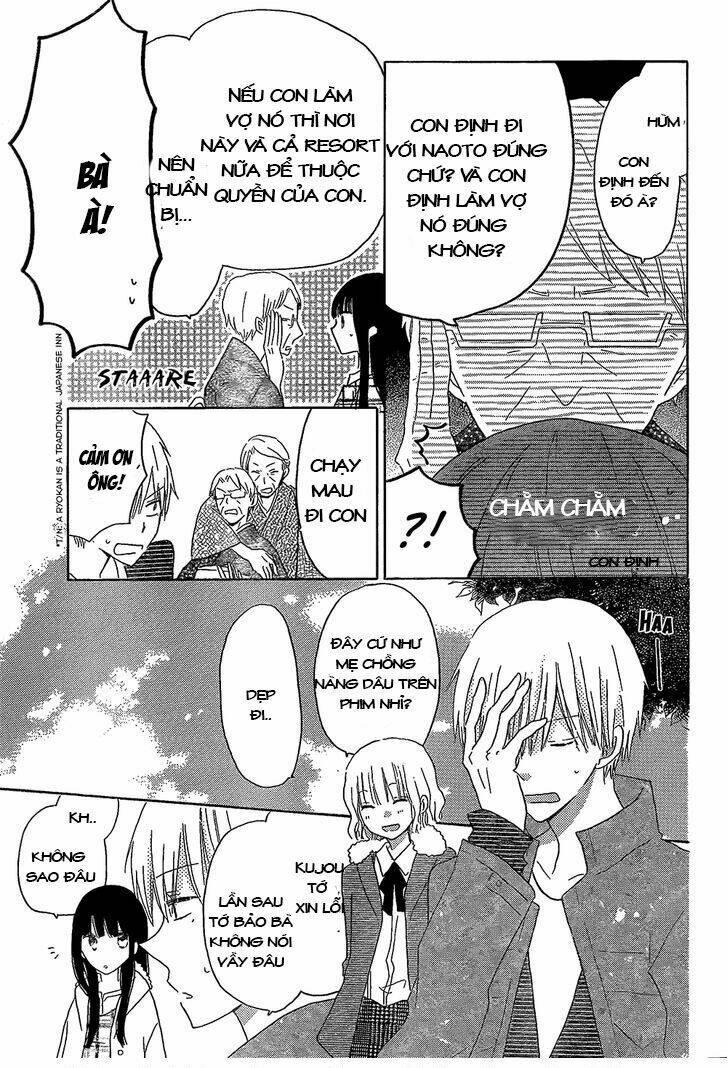 HỪM
CON
ĐỊNH ĐẾN
ĐÓ À?
CON ĐỊNH ĐI
VỚI NAOTO ĐÚNG
CHỨ? VÀ CON
ĐỊNH LÀM VỢ
NÓ ĐÚNG
KHÔNG?
CHẰM CHẰM
CON ĐỊNH
?!
NẾU CON LÀM
VỢ NÓ THÌ NƠI
NÀY VÀ CẢ RESORT
NỮA ĐỂ THUỘC
QUYỀN CỦA CON.
NÊN
CHUẨN
BỊ...
BÀ
À!
STAAARE
*T/N: A RYOKAN IS A TRADITIONAL JAPANESE INN
CHẠY
MAU
ĐI CON
CẢM ƠN
ÔNG!
HAA
ĐÂY CỨ NHƯ
MẸ CHỒNG
NÀNG DÂU TRÊN
PHIM NHỈ?
DẸP
ĐI..
KUJOU
TỚ
XIN LỖI
LẦN SAU
TỚ BẢO BÀ
KHÔNG NÓI
VẦY ĐÂU
KH..
KHÔNG
SAO ĐÂU